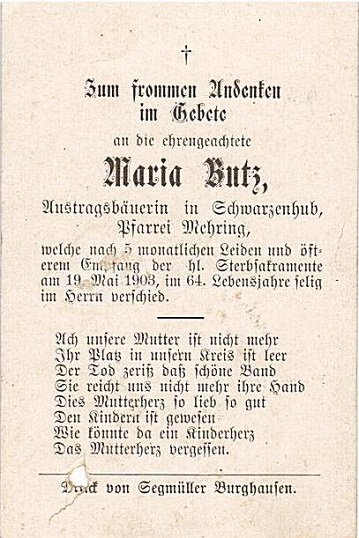 †
Zum frommen Andenken
im Gebete
an die ehrengeachtete
Maria Butz,
Austragsbäuerin in Schwarzenhub,
Pfarrei Mehring,
welche nach 5 monatlichen Leiden und öft-
erem Empfang der hl. Sterbsakramente
am 19. Mai 1903, im 64. Lebensjahre selig
im Herrn verschied.
Ach unsere Mutter ist nicht mehr
Ihr Platz in unsern Kreis ist leer
Der Tod zeriß daß schöne Band
Sie reicht uns nicht mehr ihre Hand
Dies Mutterherz so lieb so gut
Den Kindern ist gewesen
Wie könnte da ein Kinderherz
Das Mutterherz vergessen.
Druck von Segmüller Burghausen.